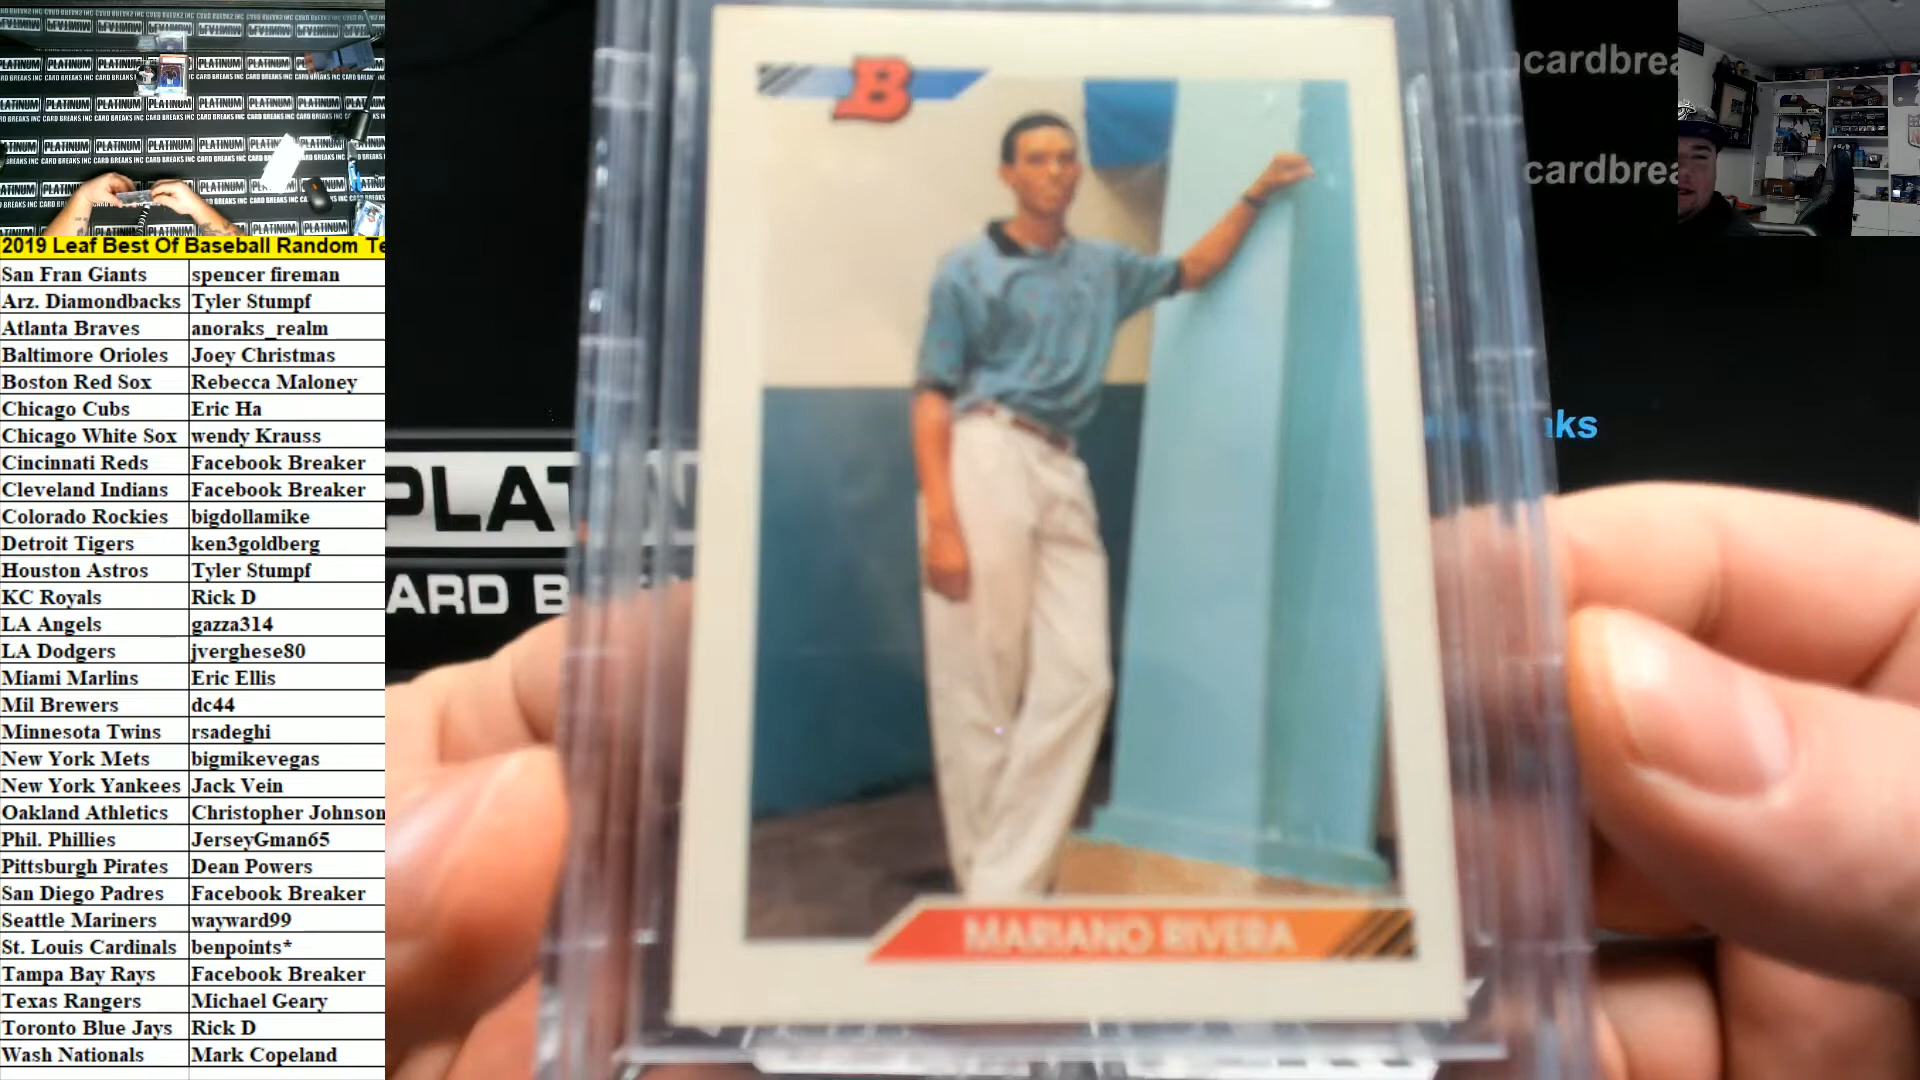 2019 Leaf Best Of Baseball Random Te
San Fran Giants spencer fireman
Arz. Diamondbacks Tyler Stumpf
Atlanta Braves anoraks_realm
Baltimore Orioles Joey Christmas
Boston Red Sox Rebecca Maloney
Chicago Cubs Eric Ha
Chicago White Sox wendy Krauss
Cincinnati Reds Facebook Breaker
Cleveland Indians Facebook Breaker
Colorado Rockies bigdollamike
Detroit Tigers ken3goldberg
Houston Astros Tyler Stumpf
KC Royals Rick D
LA Angels gazza314
LA Dodgers jverghese80
Miami Marlins Eric Ellis
Mil Brewers dc44
Minnesota Twins rsadeghi
New York Mets bigmikevegas
New York Yankees Jack Vein
Oakland Athletics Christopher Johnson
Phil. Phillies JerseyGman65
Pittsburgh Pirates Dean Powers
San Diego Padres Facebook Breaker
Seattle Mariners wayward99
St. Louis Cardinals benpoints*
Tampa Bay Rays Facebook Breaker
Texas Rangers Michael Geary
Toronto Blue Jays Rick D
Wash Nationals Mark Copeland
B
MARIANO RIVERA
PLAT
ARD B
cardbrea
cardbrea
aks
PLATINUM
CARD BREAKS INC